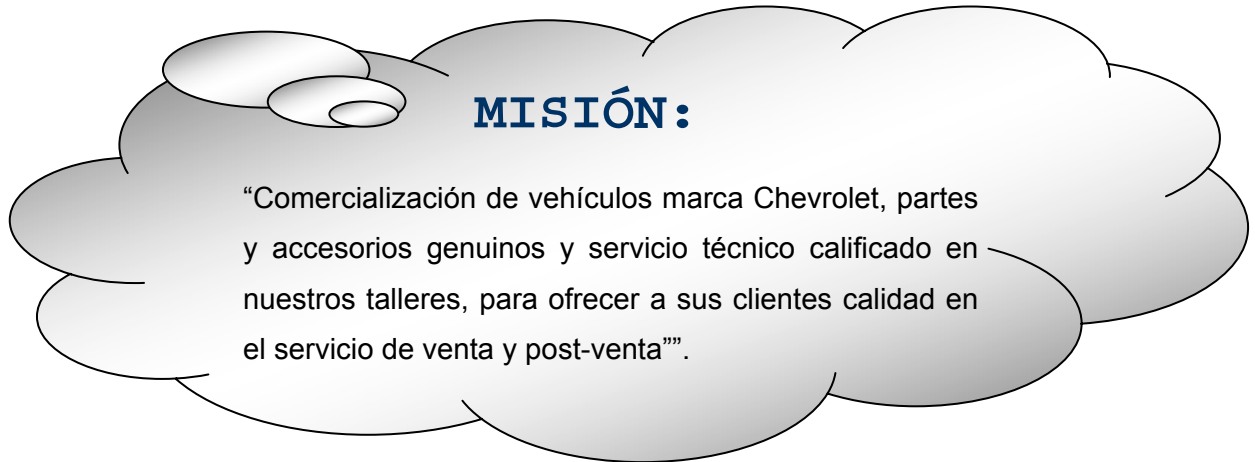 MISIÓN:
“Comercialización de vehículos marca Chevrolet, partes
y accesorios genuinos y servicio técnico calificado en
nuestros talleres, para ofrecer a sus clientes calidad en
el servicio de venta y post-venta””.